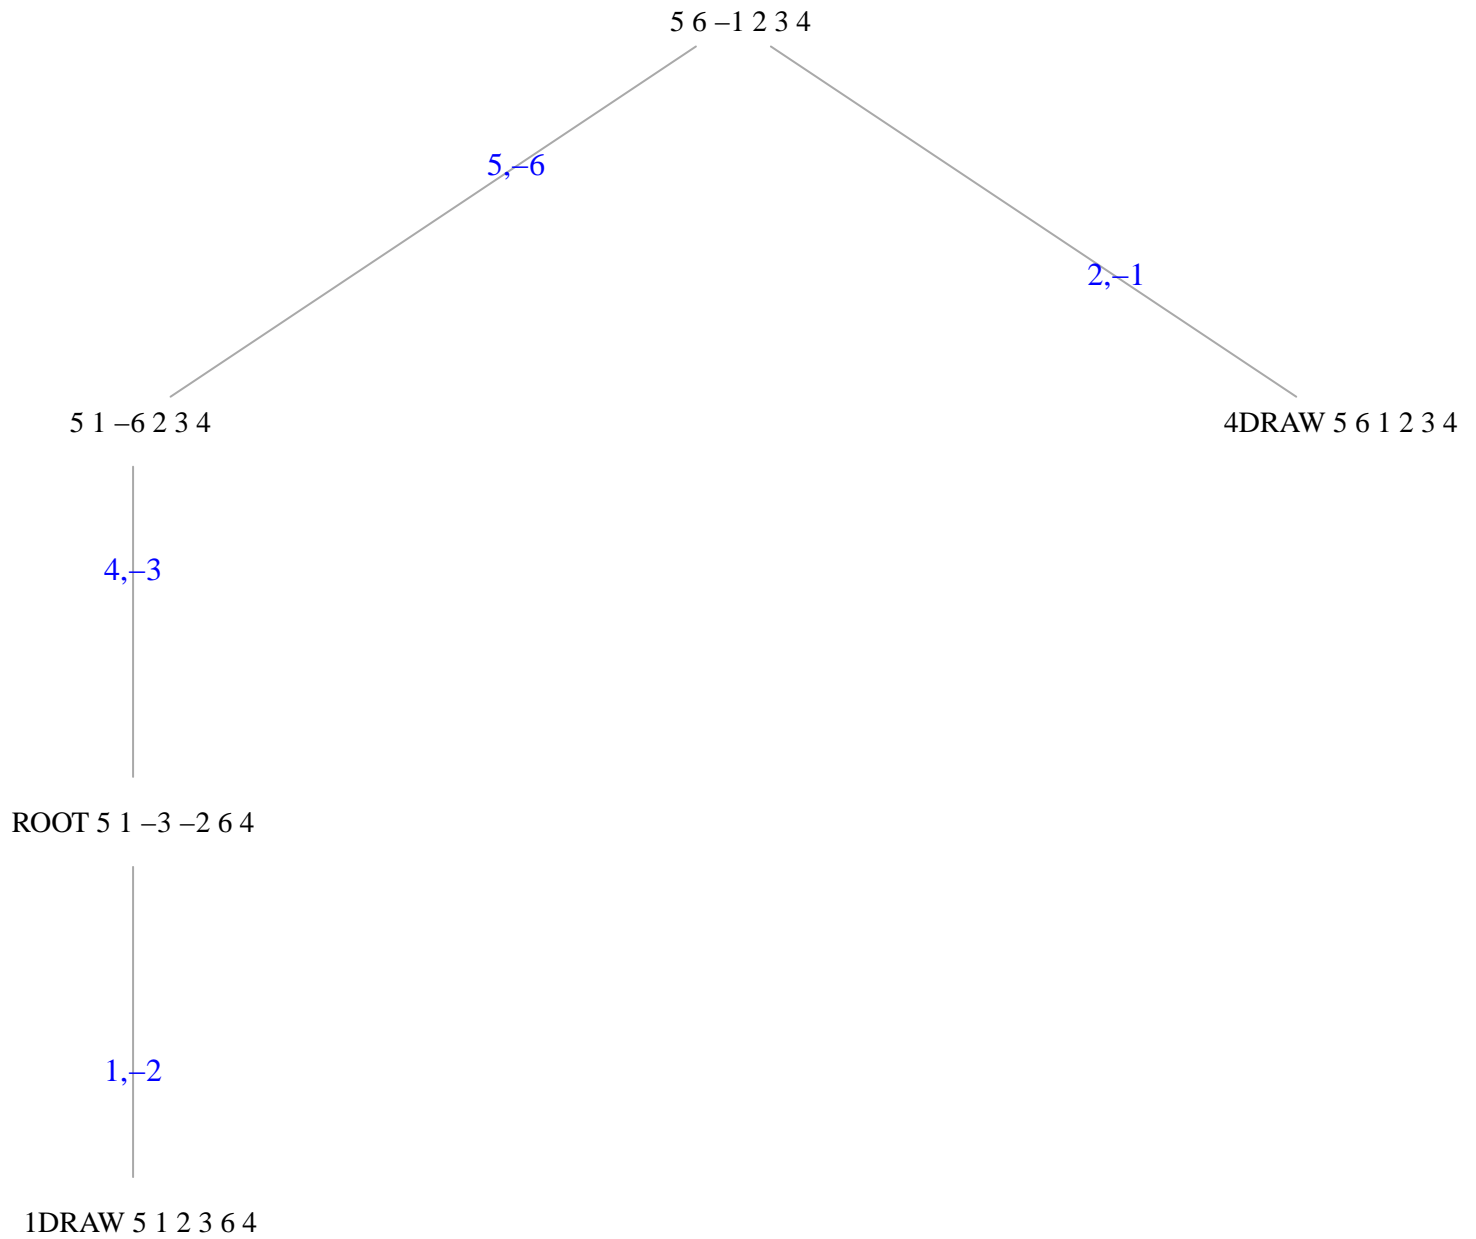 5 6 –1 2 3 4
5,–6
2,–1
5 1 –6 2 3 4
4DRAW 5 6 1 2 3 4
4,–3
ROOT 5 1 –3 –2 6 4
1,–2
1DRAW 5 1 2 3 6 4